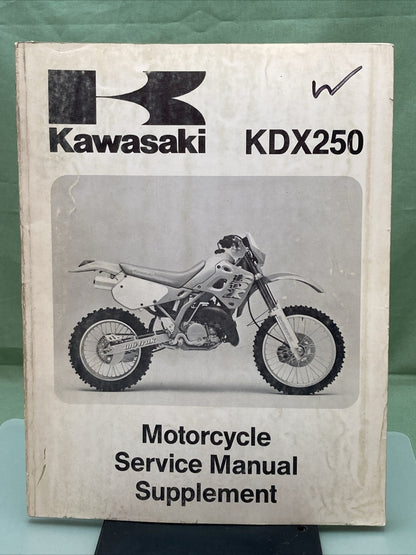 Kawasaki KDX250
Motorcycle
Service Manual
Supplement